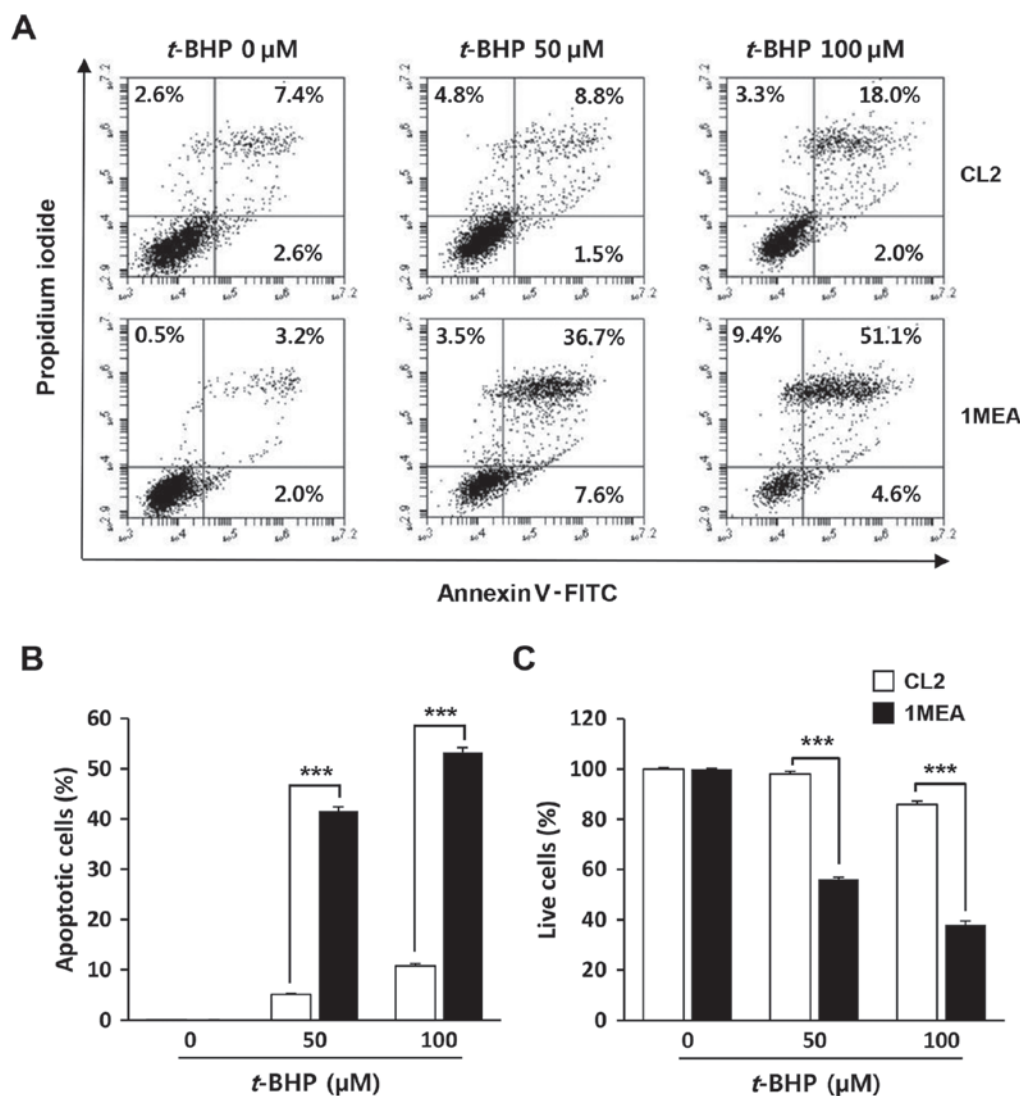 A
t-BHP 0 μM t-BHP 50 μM t-BHP 100 μM
2.6% 7.4% 4.8% 8.8% 3.3% 18.0%
CL2
2.6% 1.5% 2.0%
0.5% 3.2% 3.5% 36.7% 9.4% 51.1%
1MEA
2.0% 7.6% 4.6%
Propidium iodide
Annexin V-FITC
B
Apoptotic cells (%)
60
50
40
30
20
10
0
***
***
0 50 100
t-BHP (μM)
C
CL2
1MEA
Live cells (%)
120
100
80
60
40
20
0
***
***
0 50 100
t-BHP (μM)